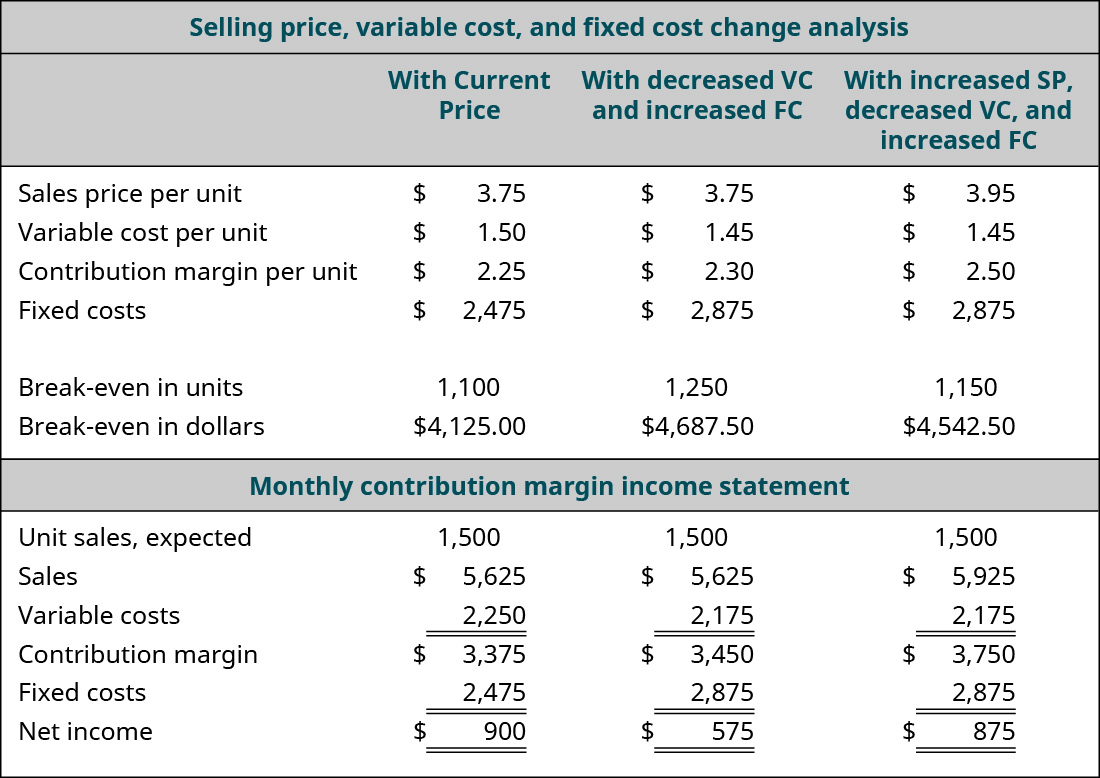 Selling price, variable cost, and fixed cost change analysis
With Current Price With decreased VC and increased FC With increased SP, decreased VC, and increased FC
Sales price per unit $ 3.75 $ 3.75 $ 3.95
Variable cost per unit $ 1.50 $ 1.45 $ 1.45
Contribution margin per unit $ 2.25 $ 2.30 $ 2.50
Fixed costs $ 2,475 $ 2,875 $ 2,875
Break-even in units 1,100 1,250 1,150
Break-even in dollars $4,125.00 $4,687.50 $4,542.50
Monthly contribution margin income statement
Unit sales, expected 1,500 1,500 1,500
Sales $ 5,625 $ 5,625 $ 5,925
Variable costs 2,250 2,175 2,175
Contribution margin $ 3,375 $ 3,450 $ 3,750
Fixed costs 2,475 2,875 2,875
Net income $ 900 $ 575 $ 875